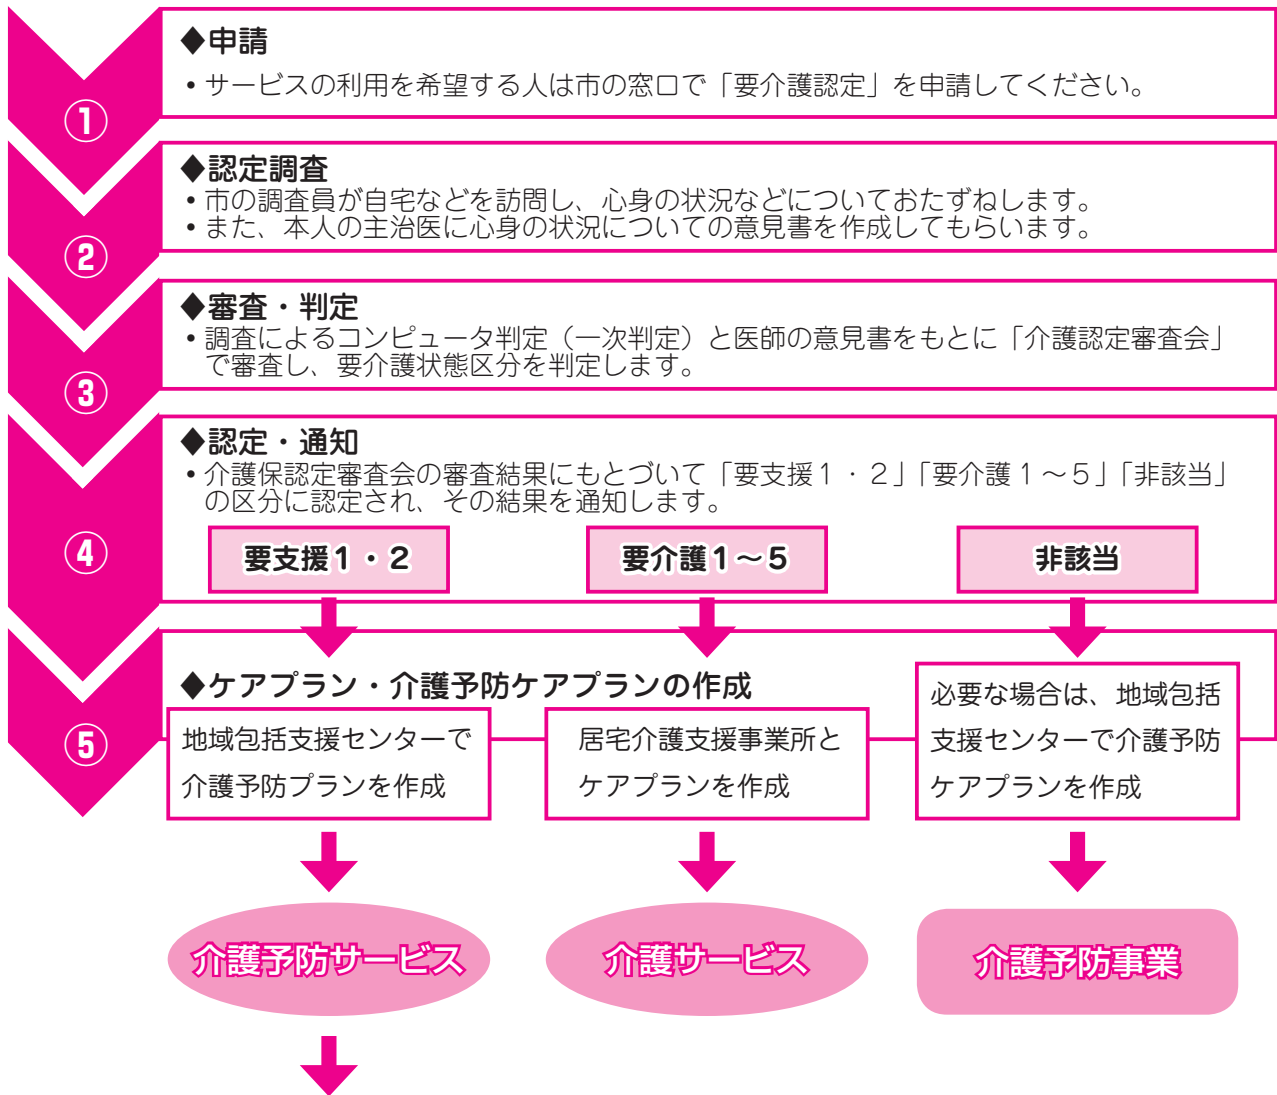 ①
◆申請
・サービスの利用を希望する人は市の窓口で「要介護認定」を申請してください。
②
◆認定調査
・市の調査員が自宅などを訪問し、心身の状況などについておたずねします。
・また、本人の主治医に心身の状況についての意見書を作成してもらいます。
③
◆審査・判定
・調査によるコンピュータ判定（一次判定）と医師の意見書をもとに「介護認定審査会」
で審査し、要介護状態区分を判定します。
④
◆認定・通知
・介護保認定審査会の審査結果にもとづいて「要支援１・２」「要介護１～５」「非該当」
の区分に認定され、その結果を通知します。
要支援１・２
要介護１～５
非該当
⑤
◆ケアプラン・介護予防ケアプランの作成
地域包括支援センターで
介護予防プランを作成
居宅介護支援事業所と
ケアプランを作成
必要な場合は、地域包括
支援センターで介護予防
ケアプランを作成
介護予防サービス
介護サービス
介護予防事業